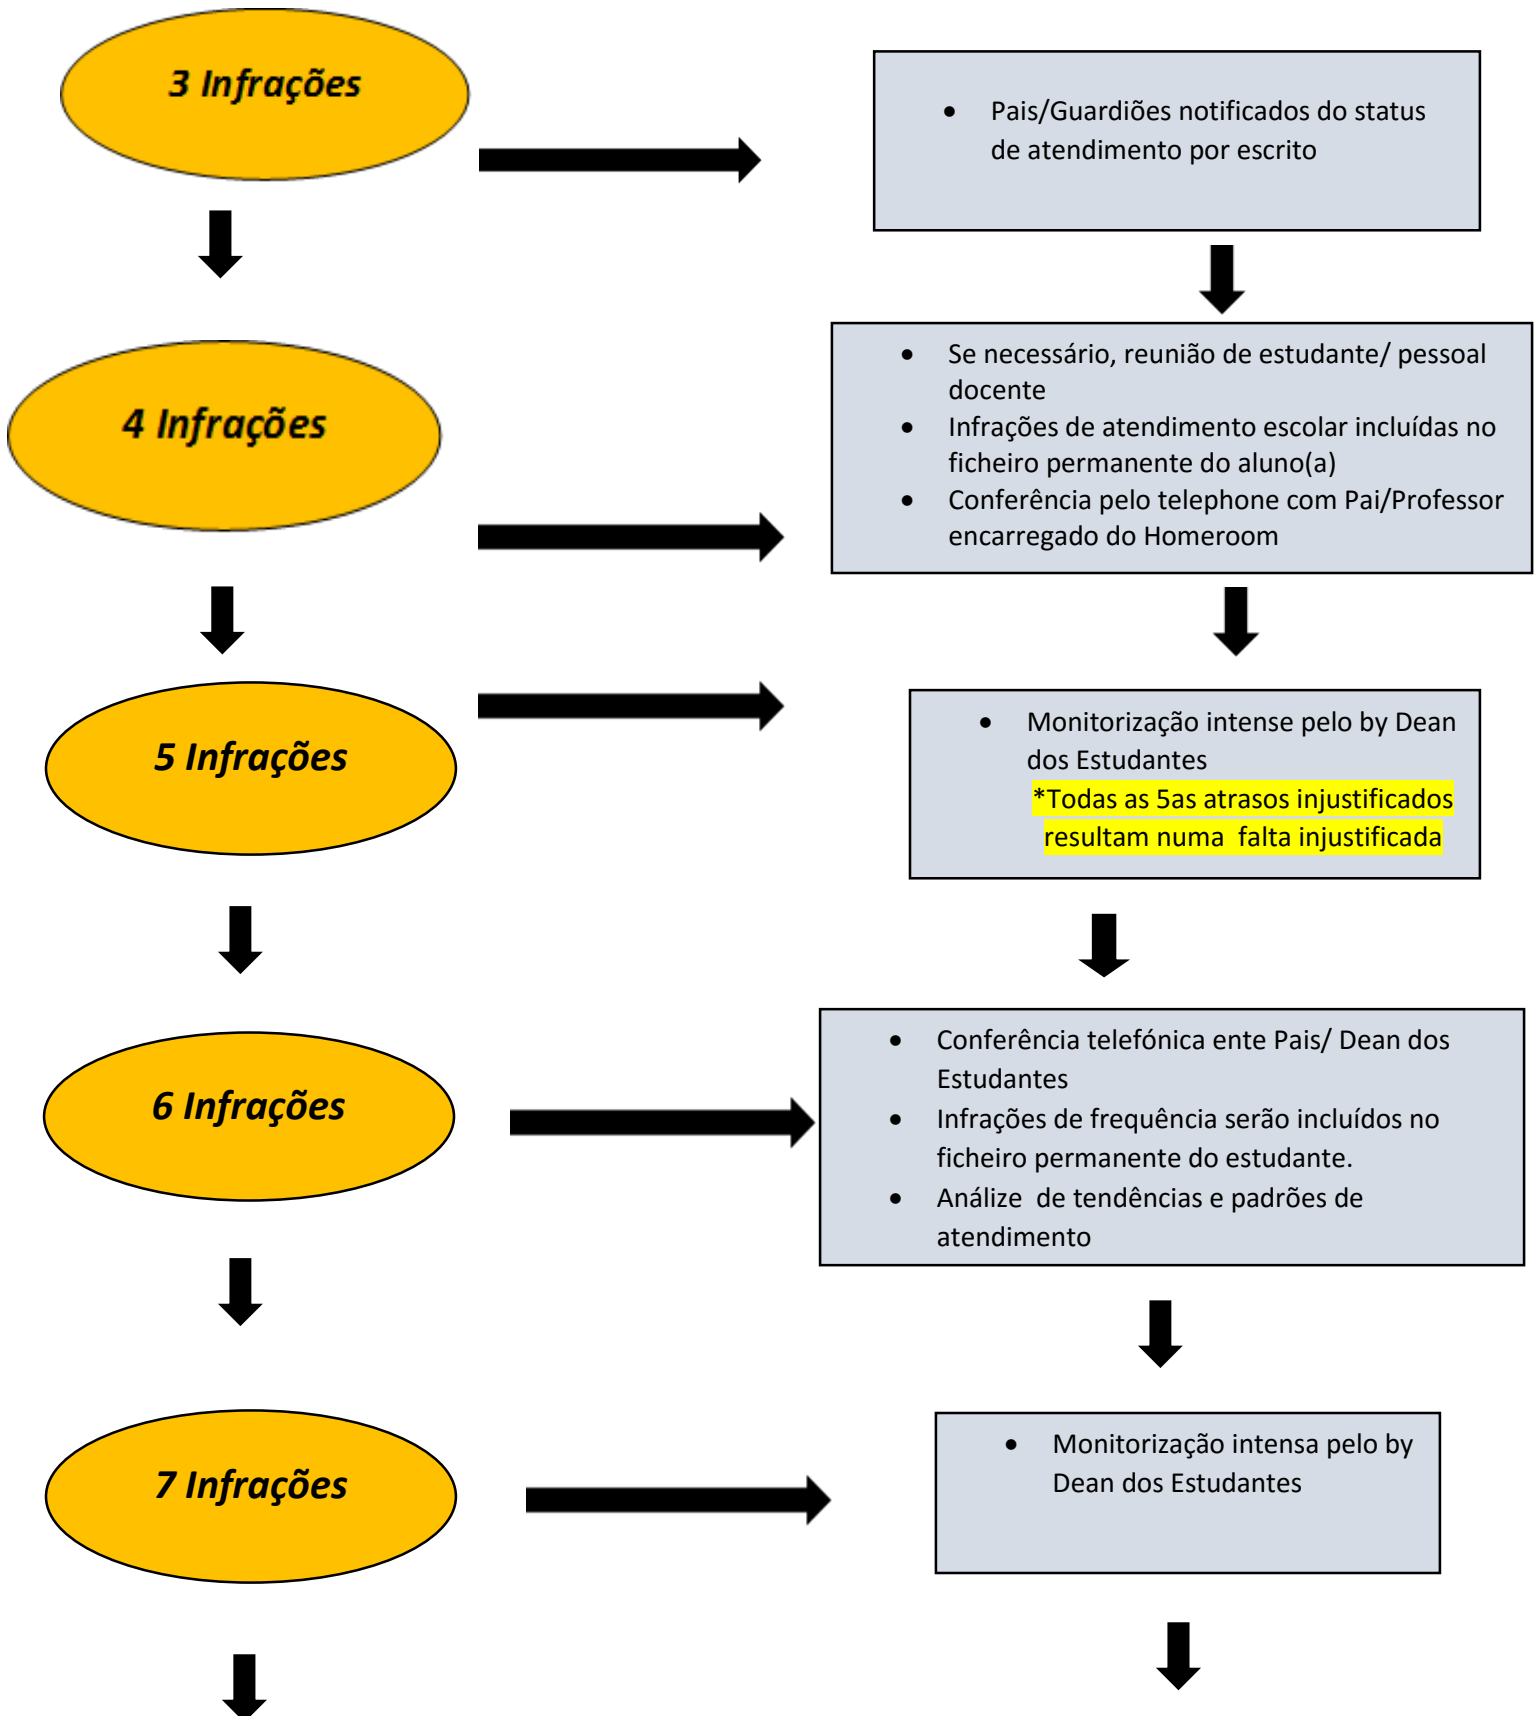 3 Infrações
• Pais/Guardiões notificados do status
de atendimento por escrito
4 Infrações
• Se necessário, reunião de estudante/ pessoal
docente
• Infrações de atendimento escolar incluídas no
ficheiro permanente do aluno(a)
• Conferência pelo telephone com Pai/Professor
encarregado do Homeroom
5 Infrações
• Monitorização intense pelo by Dean
dos Estudantes
*Todas as 5as atrasos injustificados
resultam numa  falta injustificada
6 Infrações
• Conferência telefónica ente Pais/ Dean dos
Estudantes
• Infrações de frequência serão incluídos no
ficheiro permanente do estudante.
• Análize  de tendências e padrões de
atendimento
7 Infrações
• Monitorização intensa pelo by
Dean dos Estudantes